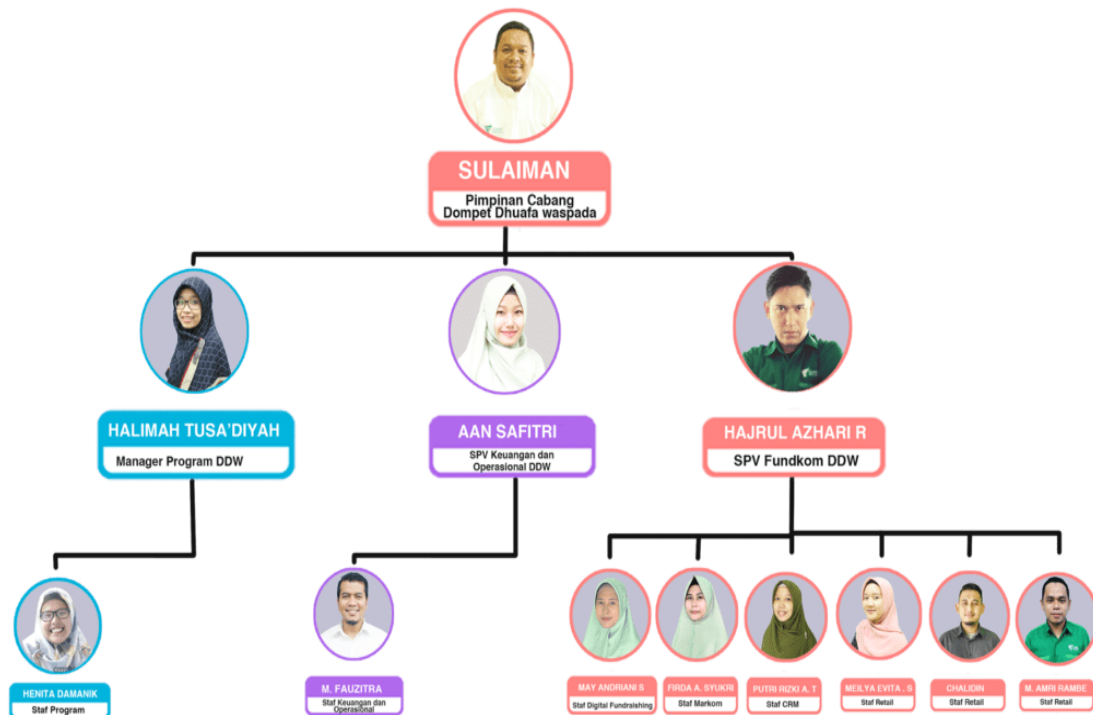 SULAIMAN
Pimpinan Cabang
Dompet Dhuafa waspada
HALIMAH TUSA'DIYAH
Manager Program DDW
AAN SAFITRI
SPV Keuangan dan
Operasional DDW
HAJRUL AZHARI R
SPV Fundkom DDW
HENITA DAMANIK
Staf Program
M. FAUZITRA
Staf Keuangan dan
Operasional
MAY ANDRIANI S
Staf Digital Fundraishing
FIRDA A. SYUKRI
Staf Markom
PUTRI RIZKI A. T
Staf CRM
MEILYA EVITA . S
Staf Retail
CHALIDIN
Staf Retail
M. AMRI RAMBE
Staf Retail